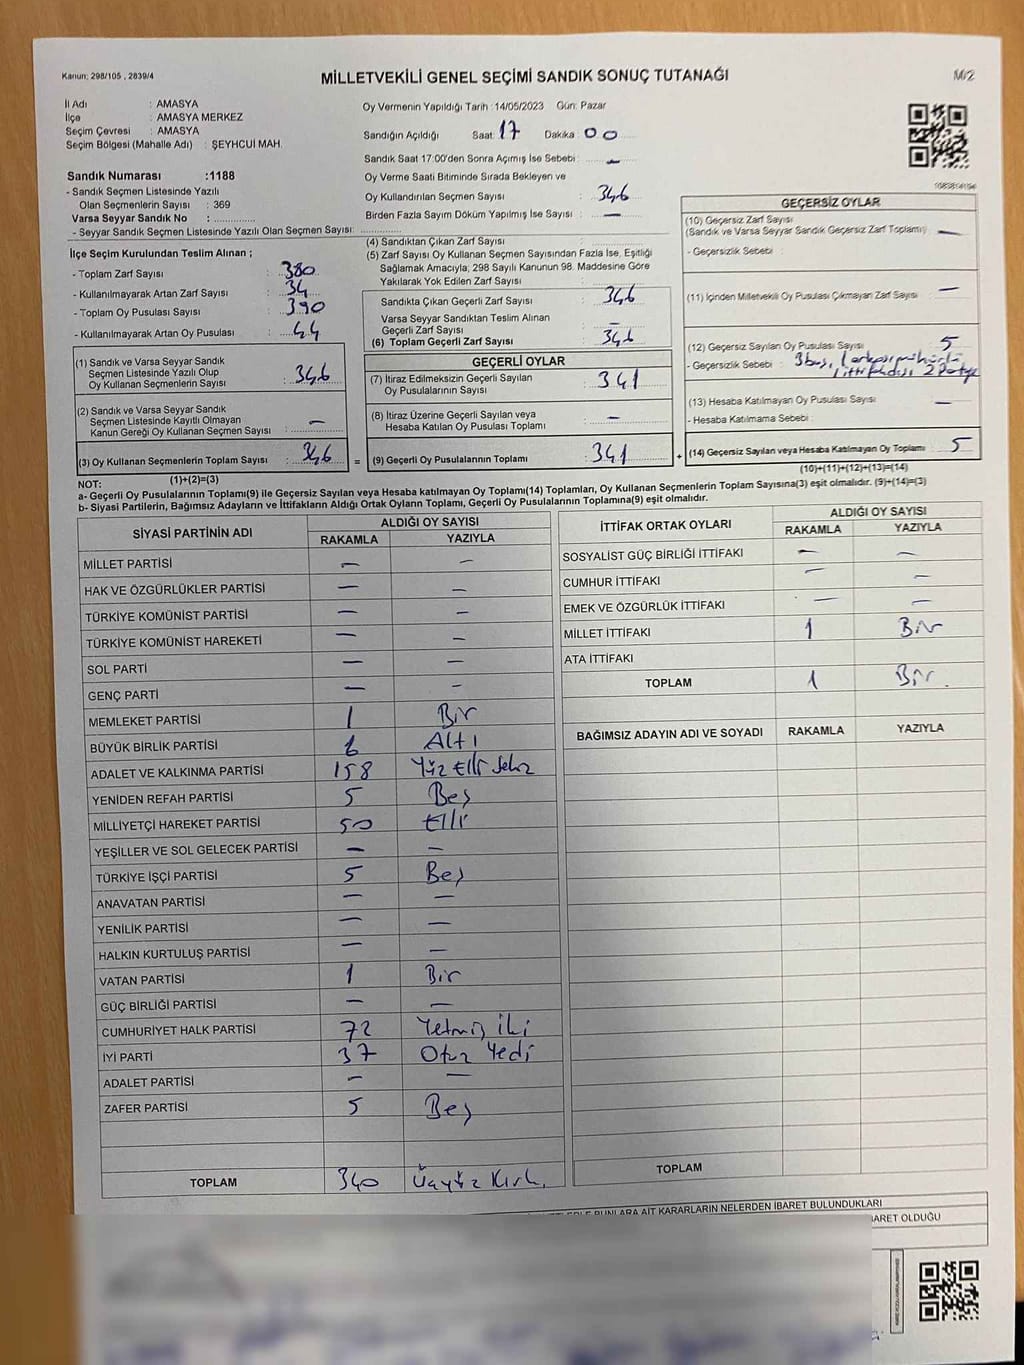 Kanun; 298/105 , 2839/4
MİLLETVEKİLİ GENEL SEÇİMİ SANDIK SONUÇ TUTANAĞI
M/2
İl Adı : AMASYA
İlçe : AMASYA MERKEZ
Seçim Çevresi : AMASYA
Seçim Bölgesi (Mahalle Adı) : ŞEYHCUİ MAH.
Sandık Numarası :1188
- Sandık Seçmen Listesinde Yazılı
Olan Seçmenlerin Sayısı : 369
Varsa Seyyar Sandık No :
- Seyyar Sandık Seçmen Listesinde Yazılı Olan Seçmen Sayısı:
Oy Vermenin Yapıldığı Tarih :14/05/2023 Gün: Pazar
Sandığın Açıldığı Saat: 17 Dakika : 00
Sandık Saat 17:00'den Sonra Açımış İse Sebebi : —
Oy Verme Saati Bitiminde Sırada Bekleyen ve
Oy Kullandırılan Seçmen Sayısı : 346
Birden Fazla Sayım Döküm Yapılmış İse Sayısı : —
İlçe Seçim Kurulundan Teslim Alınan ;
- Toplam Zarf Sayısı : 380
- Kullanılmayarak Artan Zarf Sayısı : 34
- Toplam Oy Pusulası Sayısı : 390
- Kullanılmayarak Artan Oy Pusulası : 44
(1) Sandık ve Varsa Seyyar Sandık
Seçmen Listesinde Yazılı Olup
Oy Kullanan Seçmenlerin Sayısı : 346
(2) Sandık ve Varsa Seyyar Sandık
Seçmen Listesinde Kayıtlı Olmayan
Kanun Gereği Oy Kullanan Seçmen Sayısı : —
(3) Oy Kullanan Seçmenlerin Toplam Sayısı : 346
(1)+(2)=(3)
(4) Sandıktan Çıkan Zarf Sayısı :
(5) Zarf Sayısı Oy Kullanan Seçmen Sayısından Fazla İse, Eşitliği
Sağlamak Amacıyla; 298 Sayılı Kanunun 98. Maddesine Göre
Yakılarak Yok Edilen Zarf Sayısı :
Sandıkta Çıkan Geçerli Zarf Sayısı : 346
Varsa Seyyar Sandıktan Teslim Alınan
Geçerli Zarf Sayısı : —
(6) Toplam Geçerli Zarf Sayısı : 346
GEÇERLİ OYLAR
(7) İtiraz Edilmeksizin Geçerli Sayılan
Oy Pusulalarının Sayısı : 341
(8) İtiraz Üzerine Geçerli Sayılan veya
Hesaba Katılan Oy Pusulası Toplamı : —
= (9) Geçerli Oy Pusulalarının Toplamı : 341 +
GEÇERSİZ OYLAR
(10) Geçersiz Zarf Sayısı
(Sandık ve Varsa Seyyar Sandık Geçersiz Zarf Toplamı) : —
- Geçersizlik Sebebi :
(11) İçinden Milletvekili Oy Pusulası Çıkmayan Zarf Sayısı : —
(12) Geçersiz Sayılan Oy Pusulası Sayısı : 5
- Geçersizlik Sebebi : 3 boş, 1 arkası mühürlü
(13) Hesaba Katılmayan Oy Pusulası Sayısı : —
- Hesaba Katılmama Sebebi :
(14) Geçersiz Sayılan veya Hesaba Katılmayan Oy Toplamı : 5
(10)+(11)+(12)+(13)=(14)
NOT:
a- Geçerli Oy Pusulalarının Toplamı(9) ile Geçersiz Sayılan veya Hesaba katılmayan Oy Toplamı(14) Toplamları, Oy Kullanan Seçmenlerin Toplam Sayısına(3) eşit olmalıdır. (9)+(14)=(3)
b- Siyasi Partilerin, Bağımsız Adayların ve İttifakların Aldığı Ortak Oyların Toplamı, Geçerli Oy Pusulalarının Toplamına(9) eşit olmalıdır.
SİYASİ PARTİNİN ADI ALDIĞI OY SAYISI
RAKAMLA YAZIYLA
MİLLET PARTİSİ — —
HAK VE ÖZGÜRLÜKLER PARTİSİ — —
TÜRKİYE KOMÜNİST PARTİSİ — —
TÜRKİYE KOMÜNİST HAREKETİ — —
SOL PARTİ — —
GENÇ PARTİ — —
MEMLEKET PARTİSİ 1 Bir
BÜYÜK BİRLİK PARTİSİ 6 Altı
ADALET VE KALKINMA PARTİSİ 158 Yüz Elli Sekiz
YENİDEN REFAH PARTİSİ 5 Beş
MİLLİYETÇİ HAREKET PARTİSİ 50 Elli
YEŞİLLER VE SOL GELECEK PARTİSİ — —
TÜRKİYE İŞÇİ PARTİSİ 5 Beş
ANAVATAN PARTİSİ — —
YENİLİK PARTİSİ — —
HALKIN KURTULUŞ PARTİSİ — —
VATAN PARTİSİ 1 Bir
GÜÇ BİRLİĞİ PARTİSİ — —
CUMHURİYET HALK PARTİSİ 72 Yetmiş İki
İYİ PARTİ 37 Otuz Yedi
ADALET PARTİSİ — —
ZAFER PARTİSİ 5 Beş
TOPLAM 340 Üçyüz Kırk.
İTTİFAK ORTAK OYLARI ALDIĞI OY SAYISI
RAKAMLA YAZIYLA
SOSYALİST GÜÇ BİRLİĞİ İTTİFAKI — —
CUMHUR İTTİFAKI — —
EMEK VE ÖZGÜRLÜK İTTİFAKI — —
MİLLET İTTİFAKI 1 Bir
ATA İTTİFAKI
TOPLAM 1 Bir.
BAĞIMSIZ ADAYIN ADI VE SOYADI RAKAMLA YAZIYLA
TOPLAM
BUNLARA AİT KARARLARIN NELERDEN İBARET BULUNDUKLARI
İBARET OLDUĞU